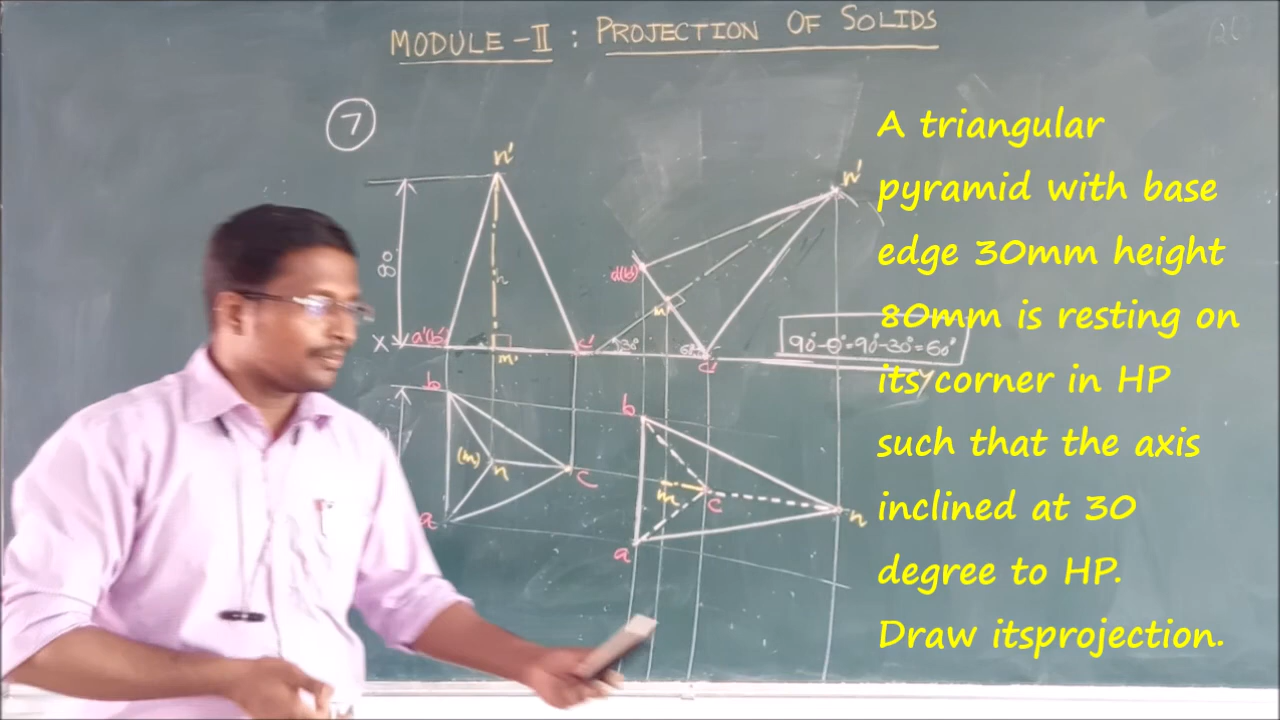 MODULE-II : PROJECTION OF SOLIDS
7
n'
n'
A triangular
pyramid with base
edge 30mm height
80mm is resting on
its corner in HP
such that the axis
inclined at 30
degree to HP.
Draw itsprojection.
80
a'(b')
m'
c'
X
a'(b')
m'
30°
60°
c'
90°-θ=90°-30°=60°
Y
b
(m)
n
c
a
b
m
c
n
a